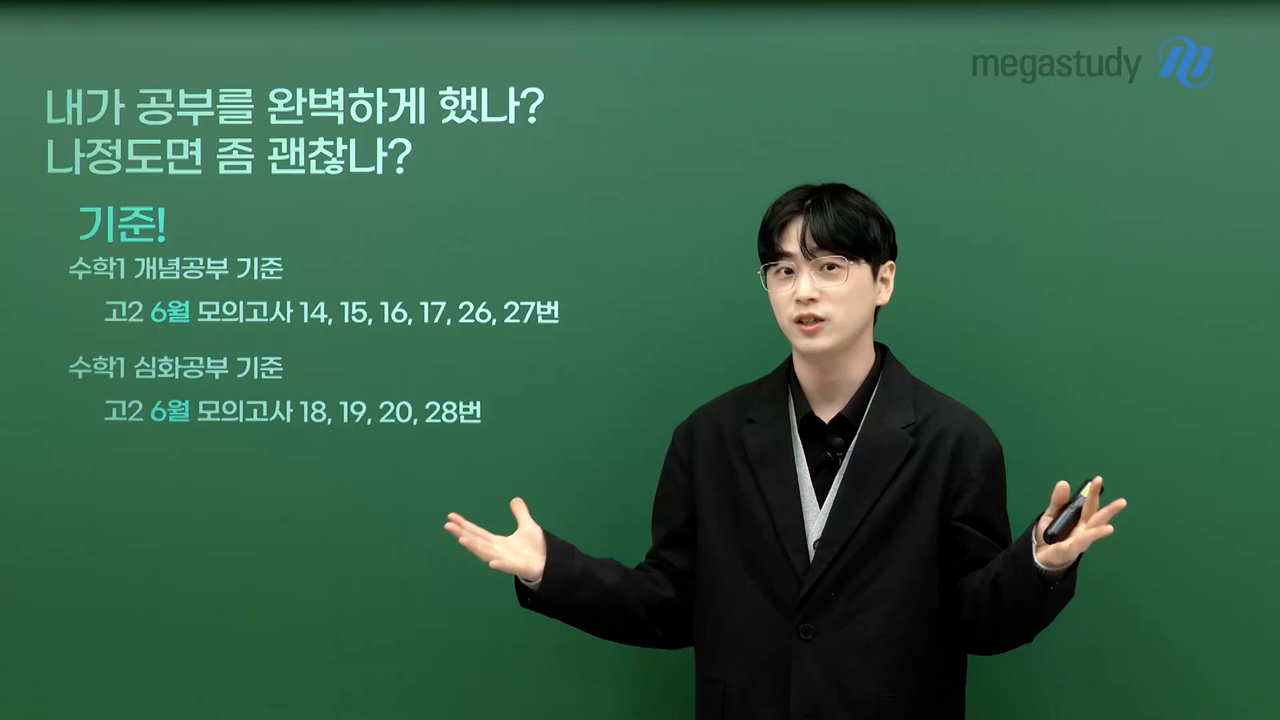 megastudy
내가 공부를 완벽하게 했나?
나정도면 좀 괜찮나?
기준!
수학1 개념공부 기준
고2 6월 모의고사 14, 15, 16, 17, 26, 27번
수학1 심화공부 기준
고2 6월 모의고사 18, 19, 20, 28번